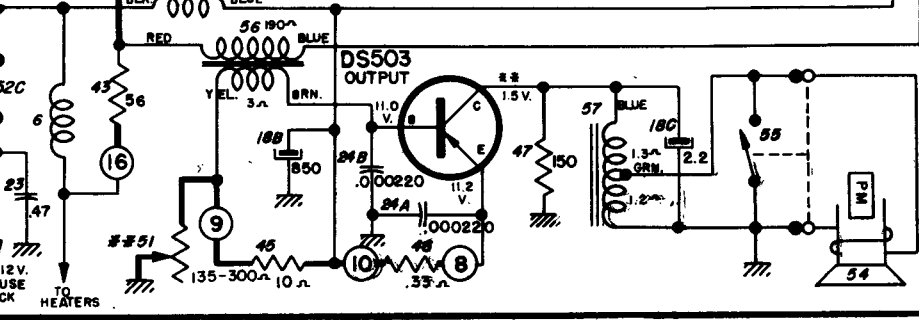 BLUE
56 190Ω
RED
BLUE
DS503
OUTPUT
52C
43
56
YEL.
3Ω
BRN.
11.0
V.
B
C
E
**
1.5 V.
57
BLUE
6
18B
850
24B
.000220
47
150
18C
2.2
55
1.3Ω
GRN.
1.2Ω
16
23
.47
11.2
V.
24A
.000220
PM
9
**51
45
10
46
8
135-300Ω
10Ω
.33Ω
54
12 V.
USE
CK
TO
HEATERS